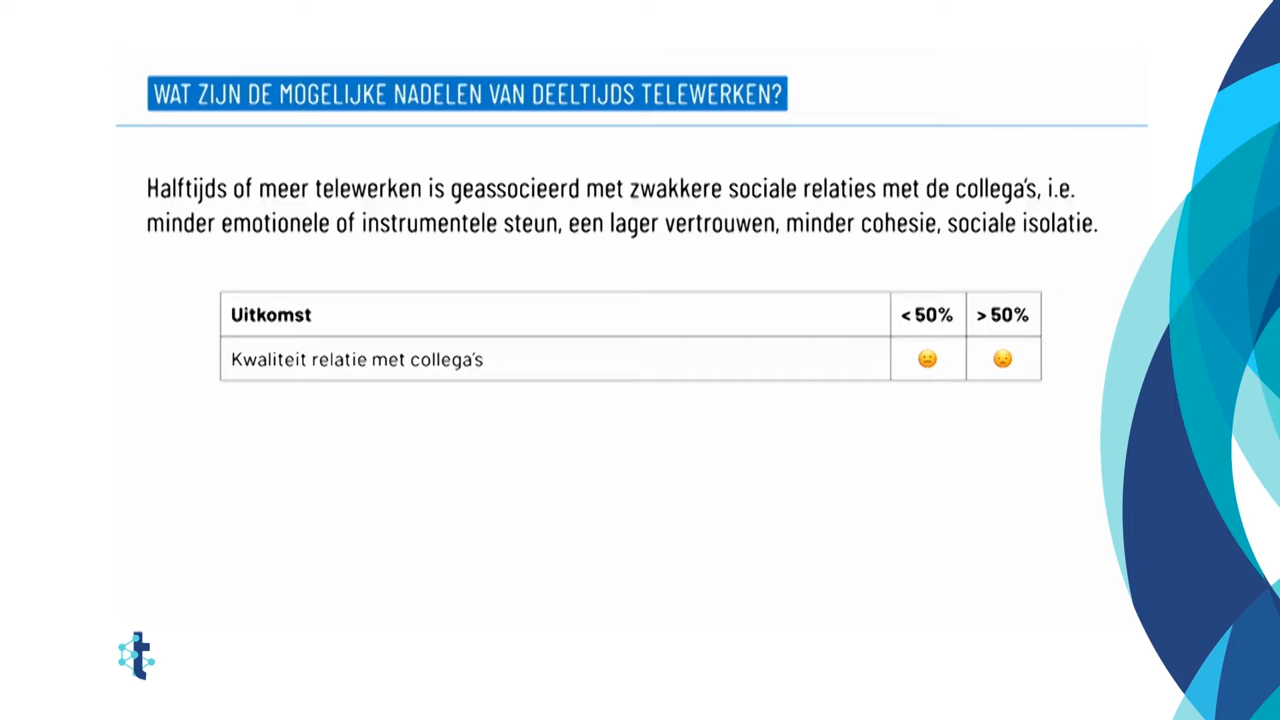 WAT ZIJN DE MOGELIJKE NADELEN VAN DEELTIJDS TELEWERKEN?
Halftijds of meer telewerken is geassocieerd met zwakkere sociale relaties met de collega's, i.e.
minder emotionele of instrumentele steun, een lager vertrouwen, minder cohesie, sociale isolatie.
Uitkomst < 50% > 50%
Kwaliteit relatie met collega's 😐 😟
t